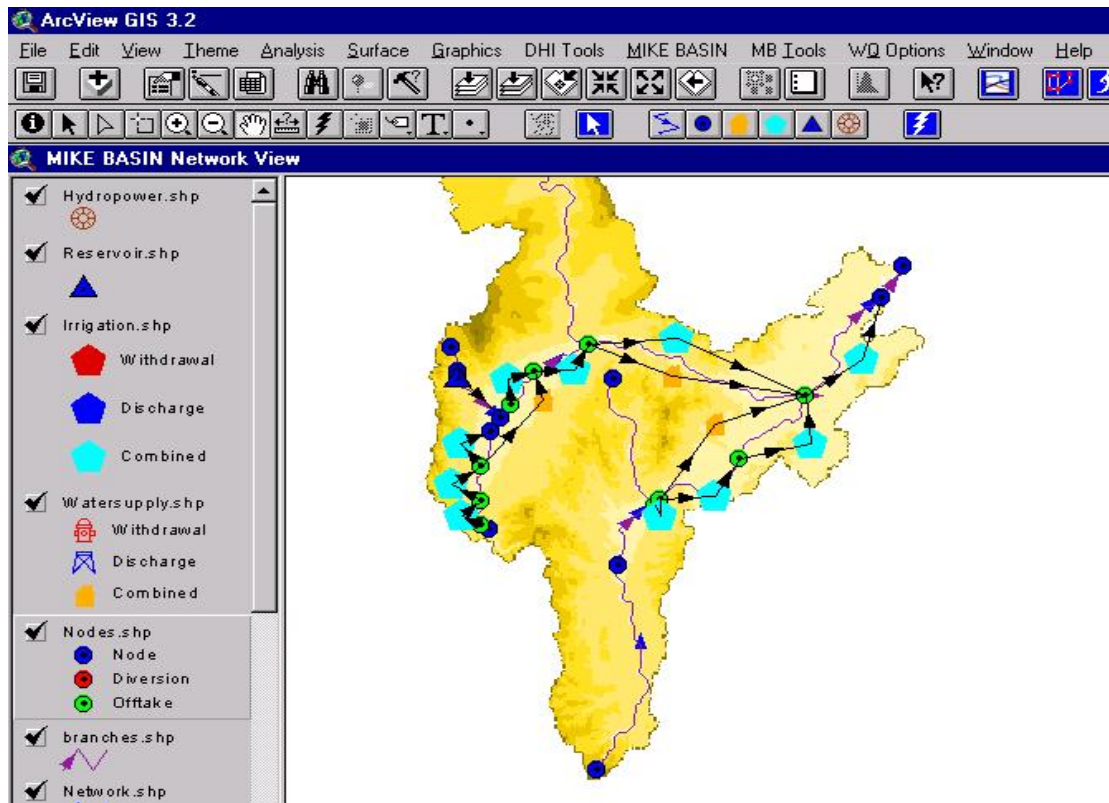 ArcView GIS 3.2
File Edit View Theme Analysis Surface Graphics DHI Tools MIKE BASIN MB Tools WQ Options Window Help
T
MIKE BASIN Network View
Hydropower.shp
Reservoir.shp
Irrigation.shp
Withdrawal
Discharge
Combined
Watersupply.shp
Withdrawal
Discharge
Combined
Nodes.shp
Node
Diversion
Offtake
branches.shp
Network.shp